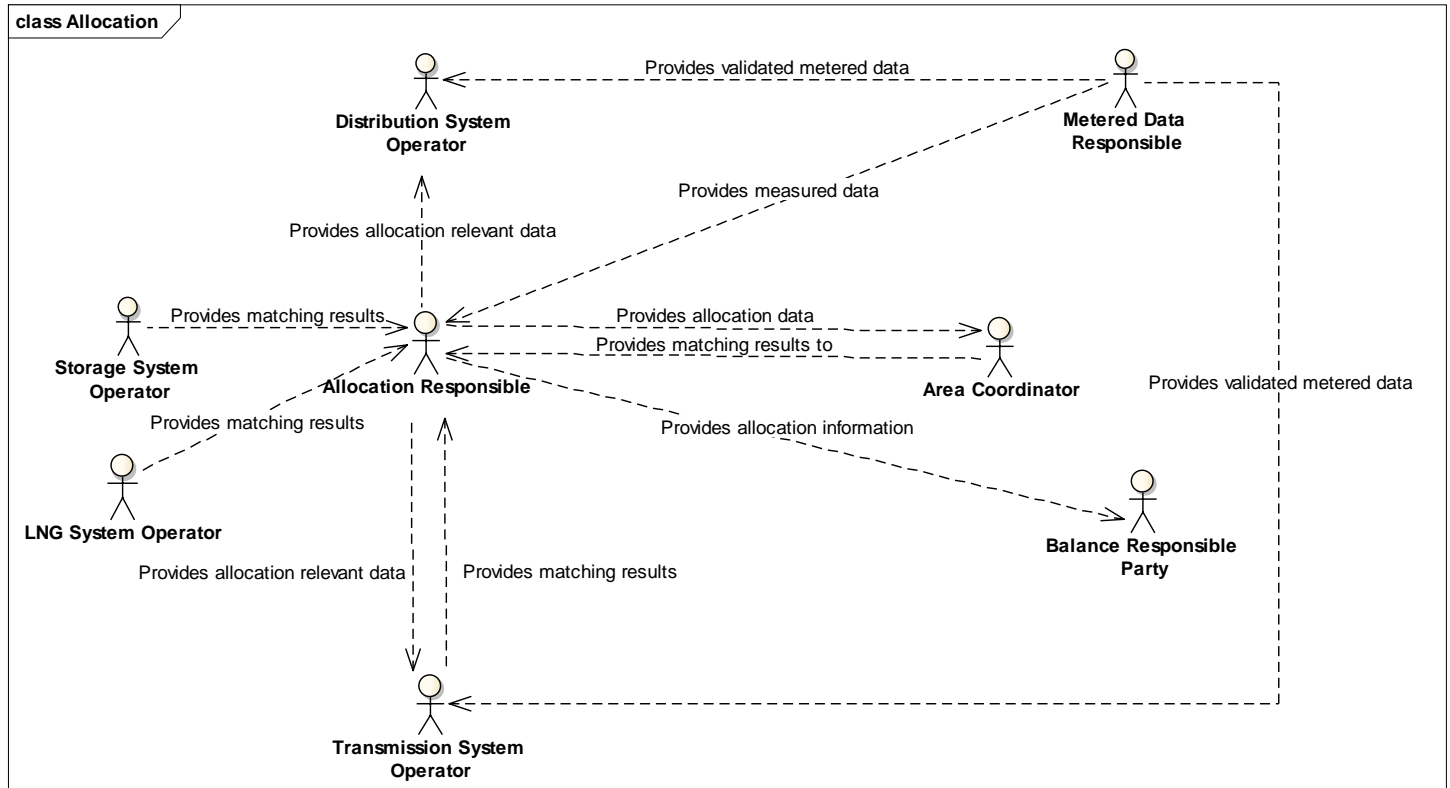 class Allocation
Provides validated metered data
Distribution System
Operator
Metered Data
Responsible
Provides measured data
Provides allocation relevant data
Provides matching results
Provides allocation data
Provides matching results to
Storage System
Operator
Allocation Responsible
Area Coordinator
Provides validated metered data
Provides matching results
Provides allocation information
LNG System Operator
Balance Responsible
Party
Provides allocation relevant data
Provides matching results
Transmission System
Operator